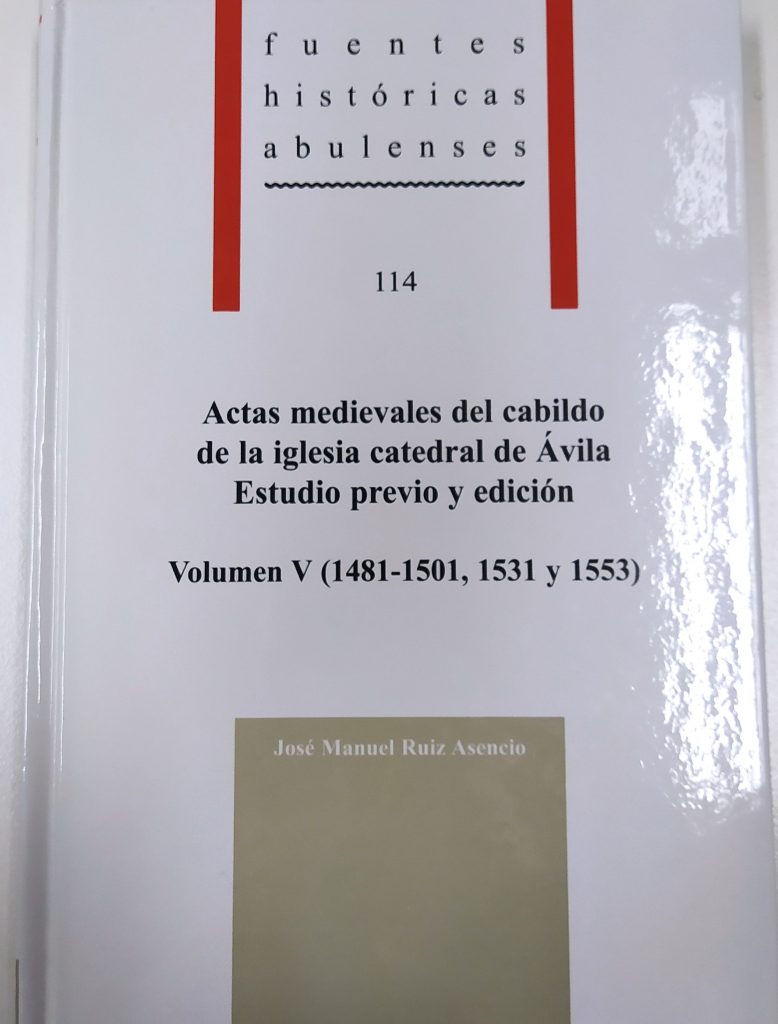 fuentes
históricas
abulenses
114
Actas medievales del cabildo
de la iglesia catedral de Ávila
Estudio previo y edición
Volumen V (1481-1501, 1531 y 1553)
José Manuel Ruiz Asencio